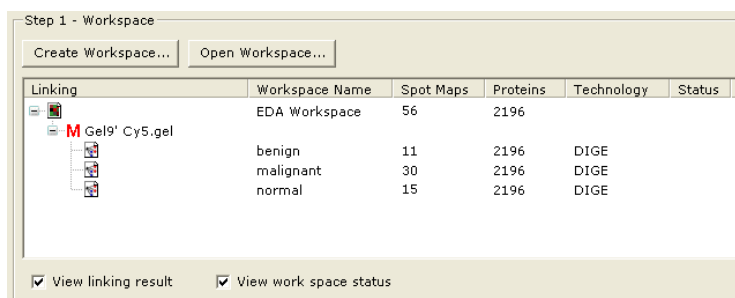 Step 1 - Workspace
Create Workspace... Open Workspace...
Linking Workspace Name Spot Maps Proteins Technology Status
EDA Workspace 56 2196
M Gel9' Cy5.gel
benign 11 2196 DIGE
malignant 30 2196 DIGE
normal 15 2196 DIGE
View linking result View work space status